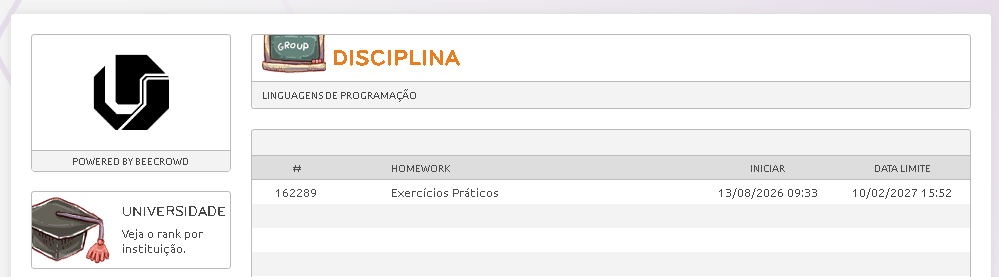 GROUP
DISCIPLINA
LINGUAGENS DE PROGRAMAÇÃO
POWERED BY BEECROWD
# HOMEWORK INICIAR DATA LIMITE
162289 Exercícios Práticos 13/08/2026 09:33 10/02/2027 15:52
UNIVERSIDADE
Veja o rank por
instituição.